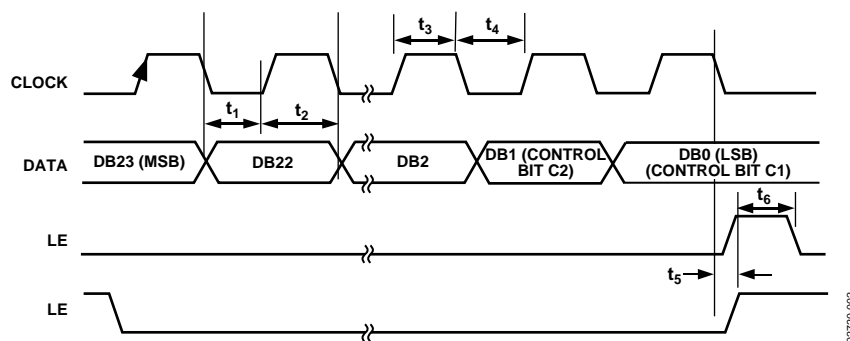 t3 t4
CLOCK
t1 t2
DATA
DB23 (MSB) DB22 DB2 DB1 (CONTROL BIT C2) DB0 (LSB) (CONTROL BIT C1)
t6
LE
t5
LE